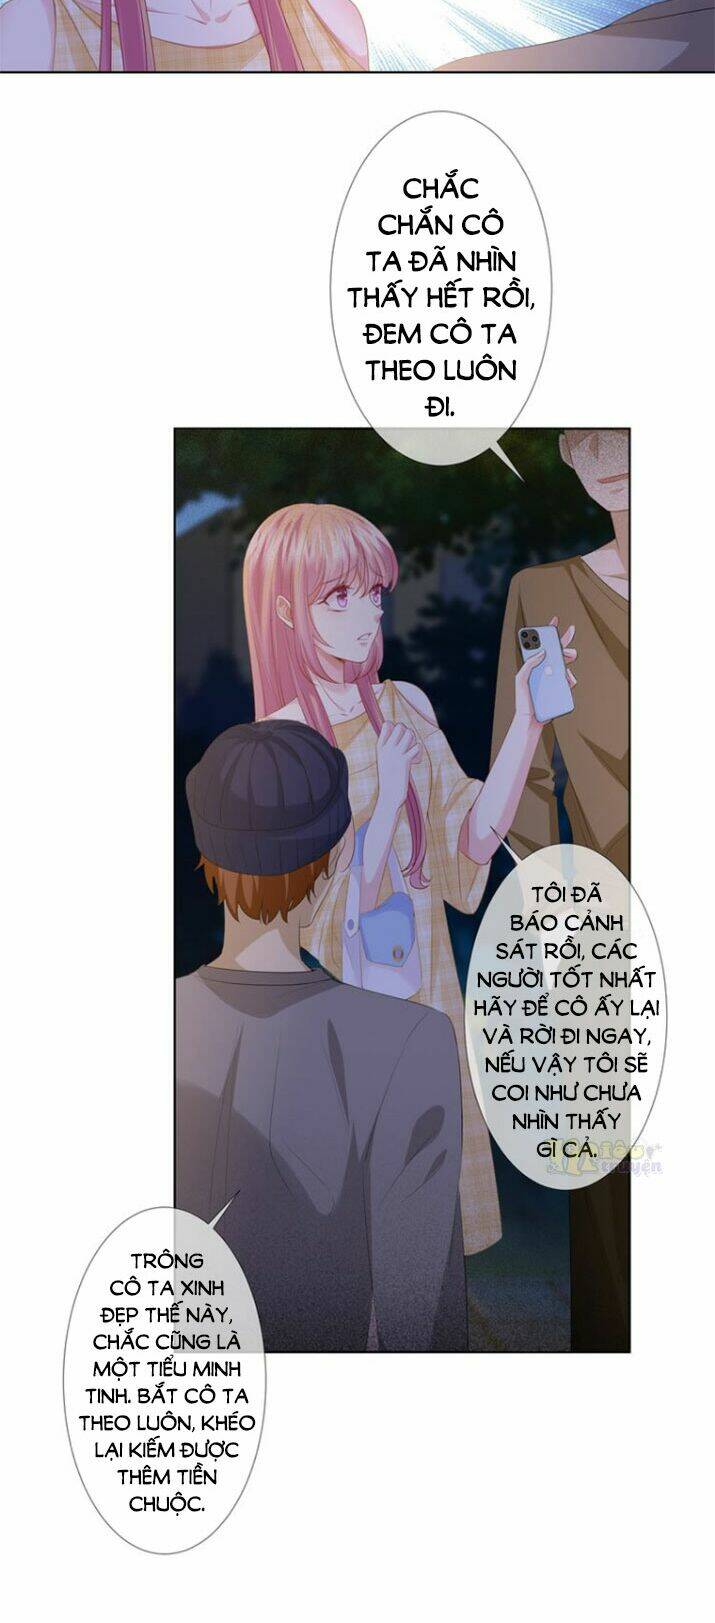 CHẮC
CHẮN CÔ
TA ĐÃ NHÌN
THẤY HẾT RỒI,
ĐEM CÔ TA
THEO LUÔN
ĐI.
TÔI ĐÃ
BÁO CẢNH
SÁT RỒI, CÁC
NGƯỜI TỐT NHẤT
HÃY ĐỂ CÔ ẤY LẠI
VÀ RỜI ĐI NGAY,
NẾU VẬY TÔI SẼ
COI NHƯ CHƯA
NHÌN THẤY
GÌ CẢ.
truyện
TRÔNG
CÔ TA XINH
ĐẸP THẾ NÀY,
CHẮC CŨNG LÀ
MỘT TIỂU MINH
TINH. BẮT CÔ TA
THEO LUÔN, KHÉO
LẠI KIẾM ĐƯỢC
THÊM TIỀN
CHUỘC.